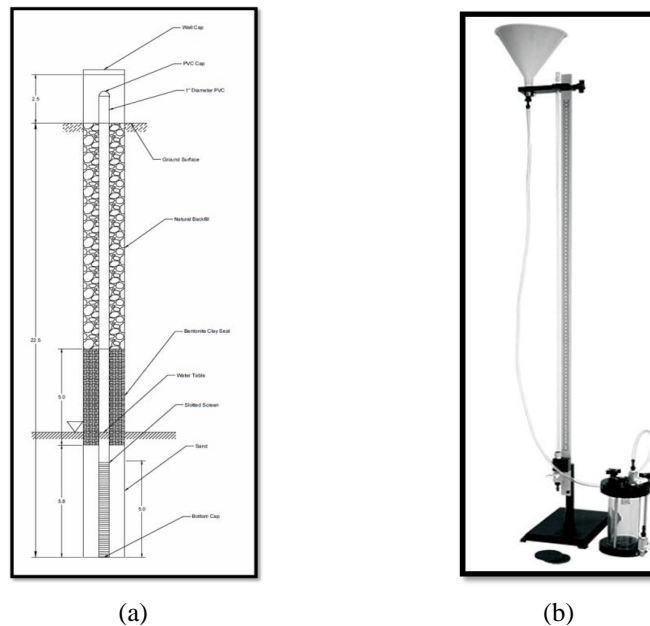 Well Cap
PVC Cap
1" Diameter PVC
2.5
Ground Surface
Natural Backfill
Bentonite Clay Seal
22.5
Water Table
5.0
Slotted Screen
Sand
5.8
5.0
Bottom Cap
(a)
(b)